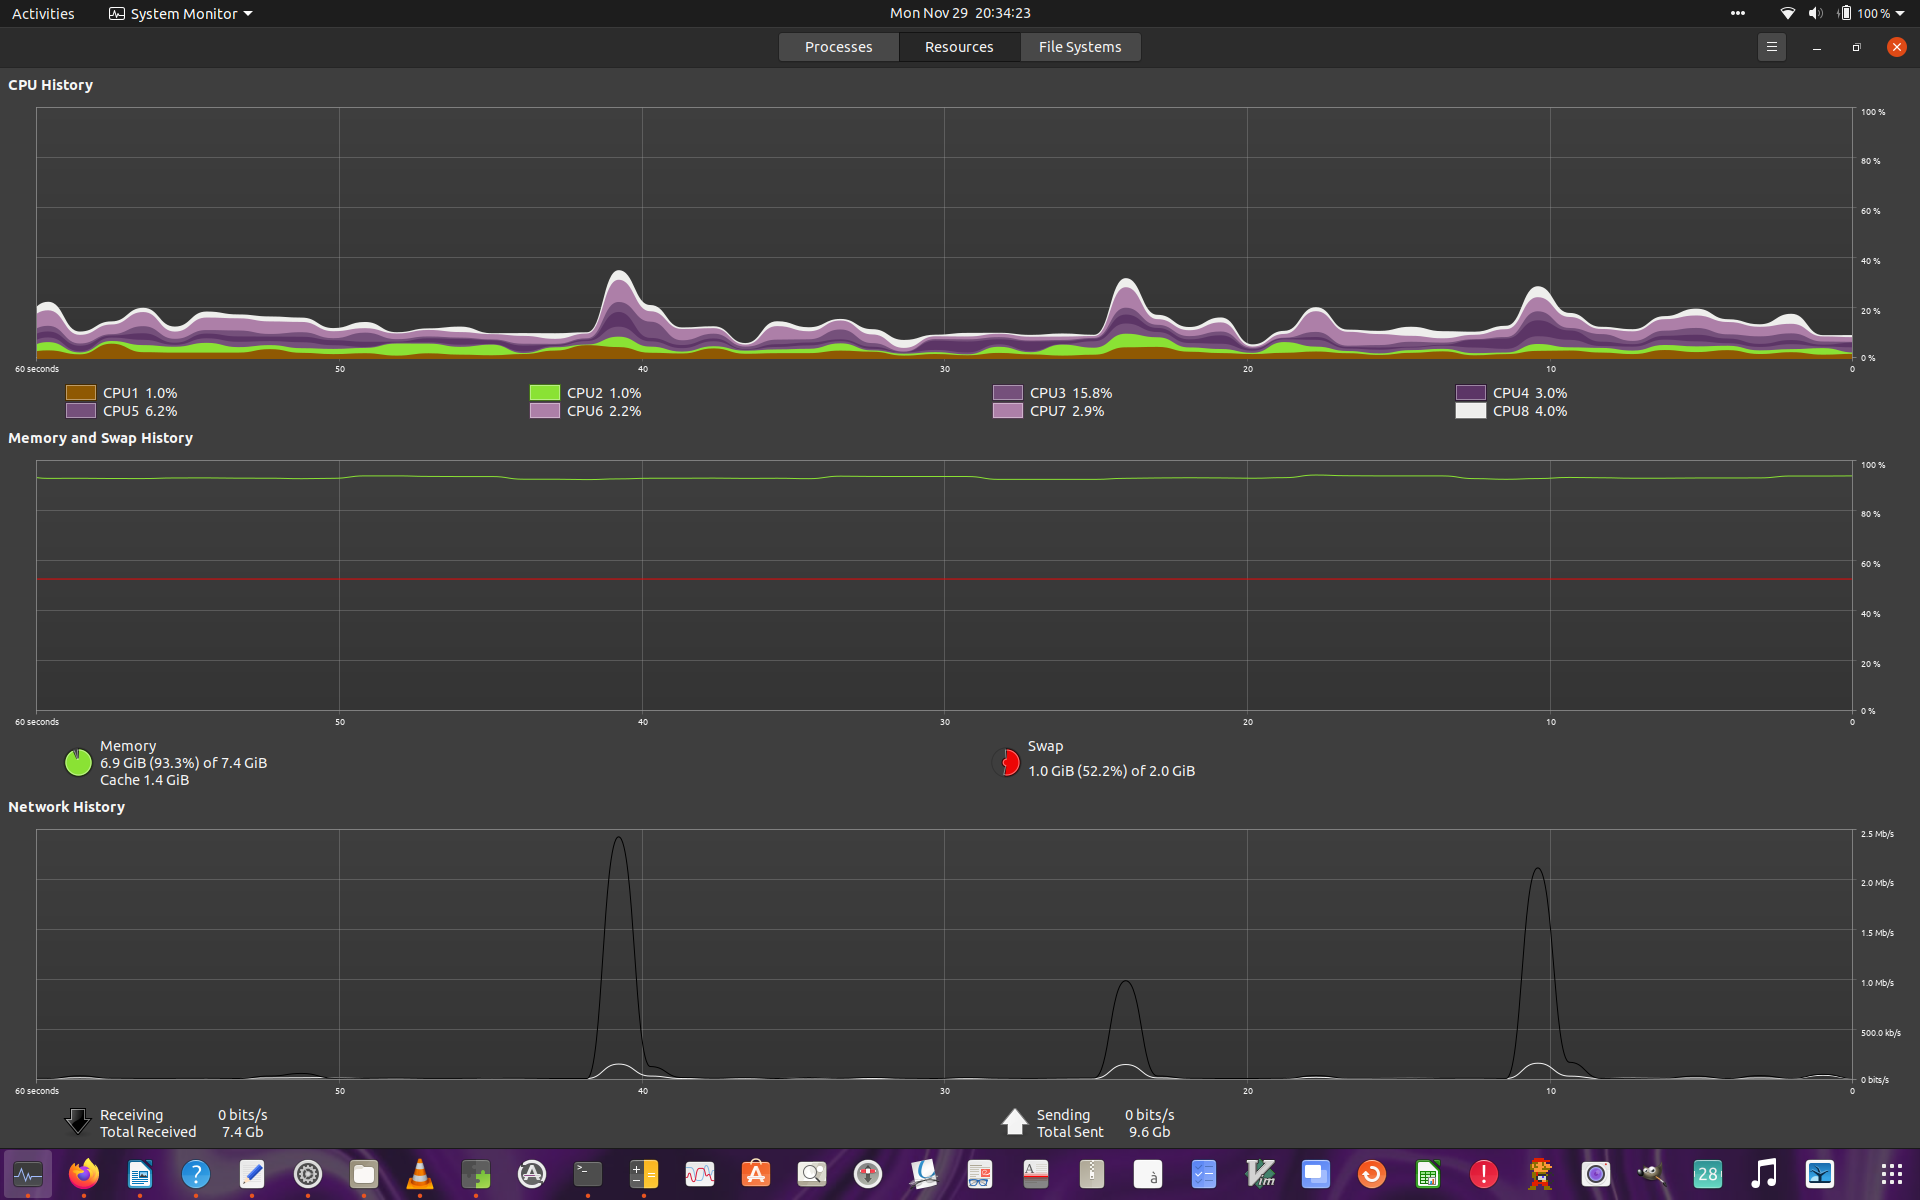 Activities System Monitor Mon Nov 29 20:34:23 100 %
Processes Resources File Systems
CPU History
100 %
80 %
60 %
40 %
20 %
0 %
60 seconds 50 40 30 20 10 0
CPU1 1.0% CPU2 1.0% CPU3 15.8% CPU4 3.0%
CPU5 6.2% CPU6 2.2% CPU7 2.9% CPU8 4.0%
Memory and Swap History
100 %
80 %
60 %
40 %
20 %
0 %
60 seconds 50 40 30 20 10 0
Memory
6.9 GiB (93.3%) of 7.4 GiB
Cache 1.4 GiB
Swap
1.0 GiB (52.2%) of 2.0 GiB
Network History
2.5 Mb/s
2.0 Mb/s
1.5 Mb/s
1.0 Mb/s
500.0 kb/s
0 bits/s
60 seconds 50 40 30 20 10 0
Receiving 0 bits/s
Total Received 7.4 Gb
Sending 0 bits/s
Total Sent 9.6 Gb
? >_ A à Vim ! 28